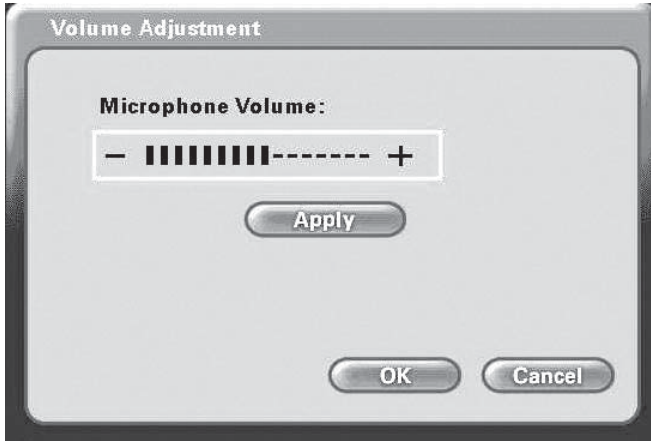 Volume Adjustment
Microphone Volume:
- ▮▮▮▮▮▮▮▮▮------- +
Apply
OK Cancel